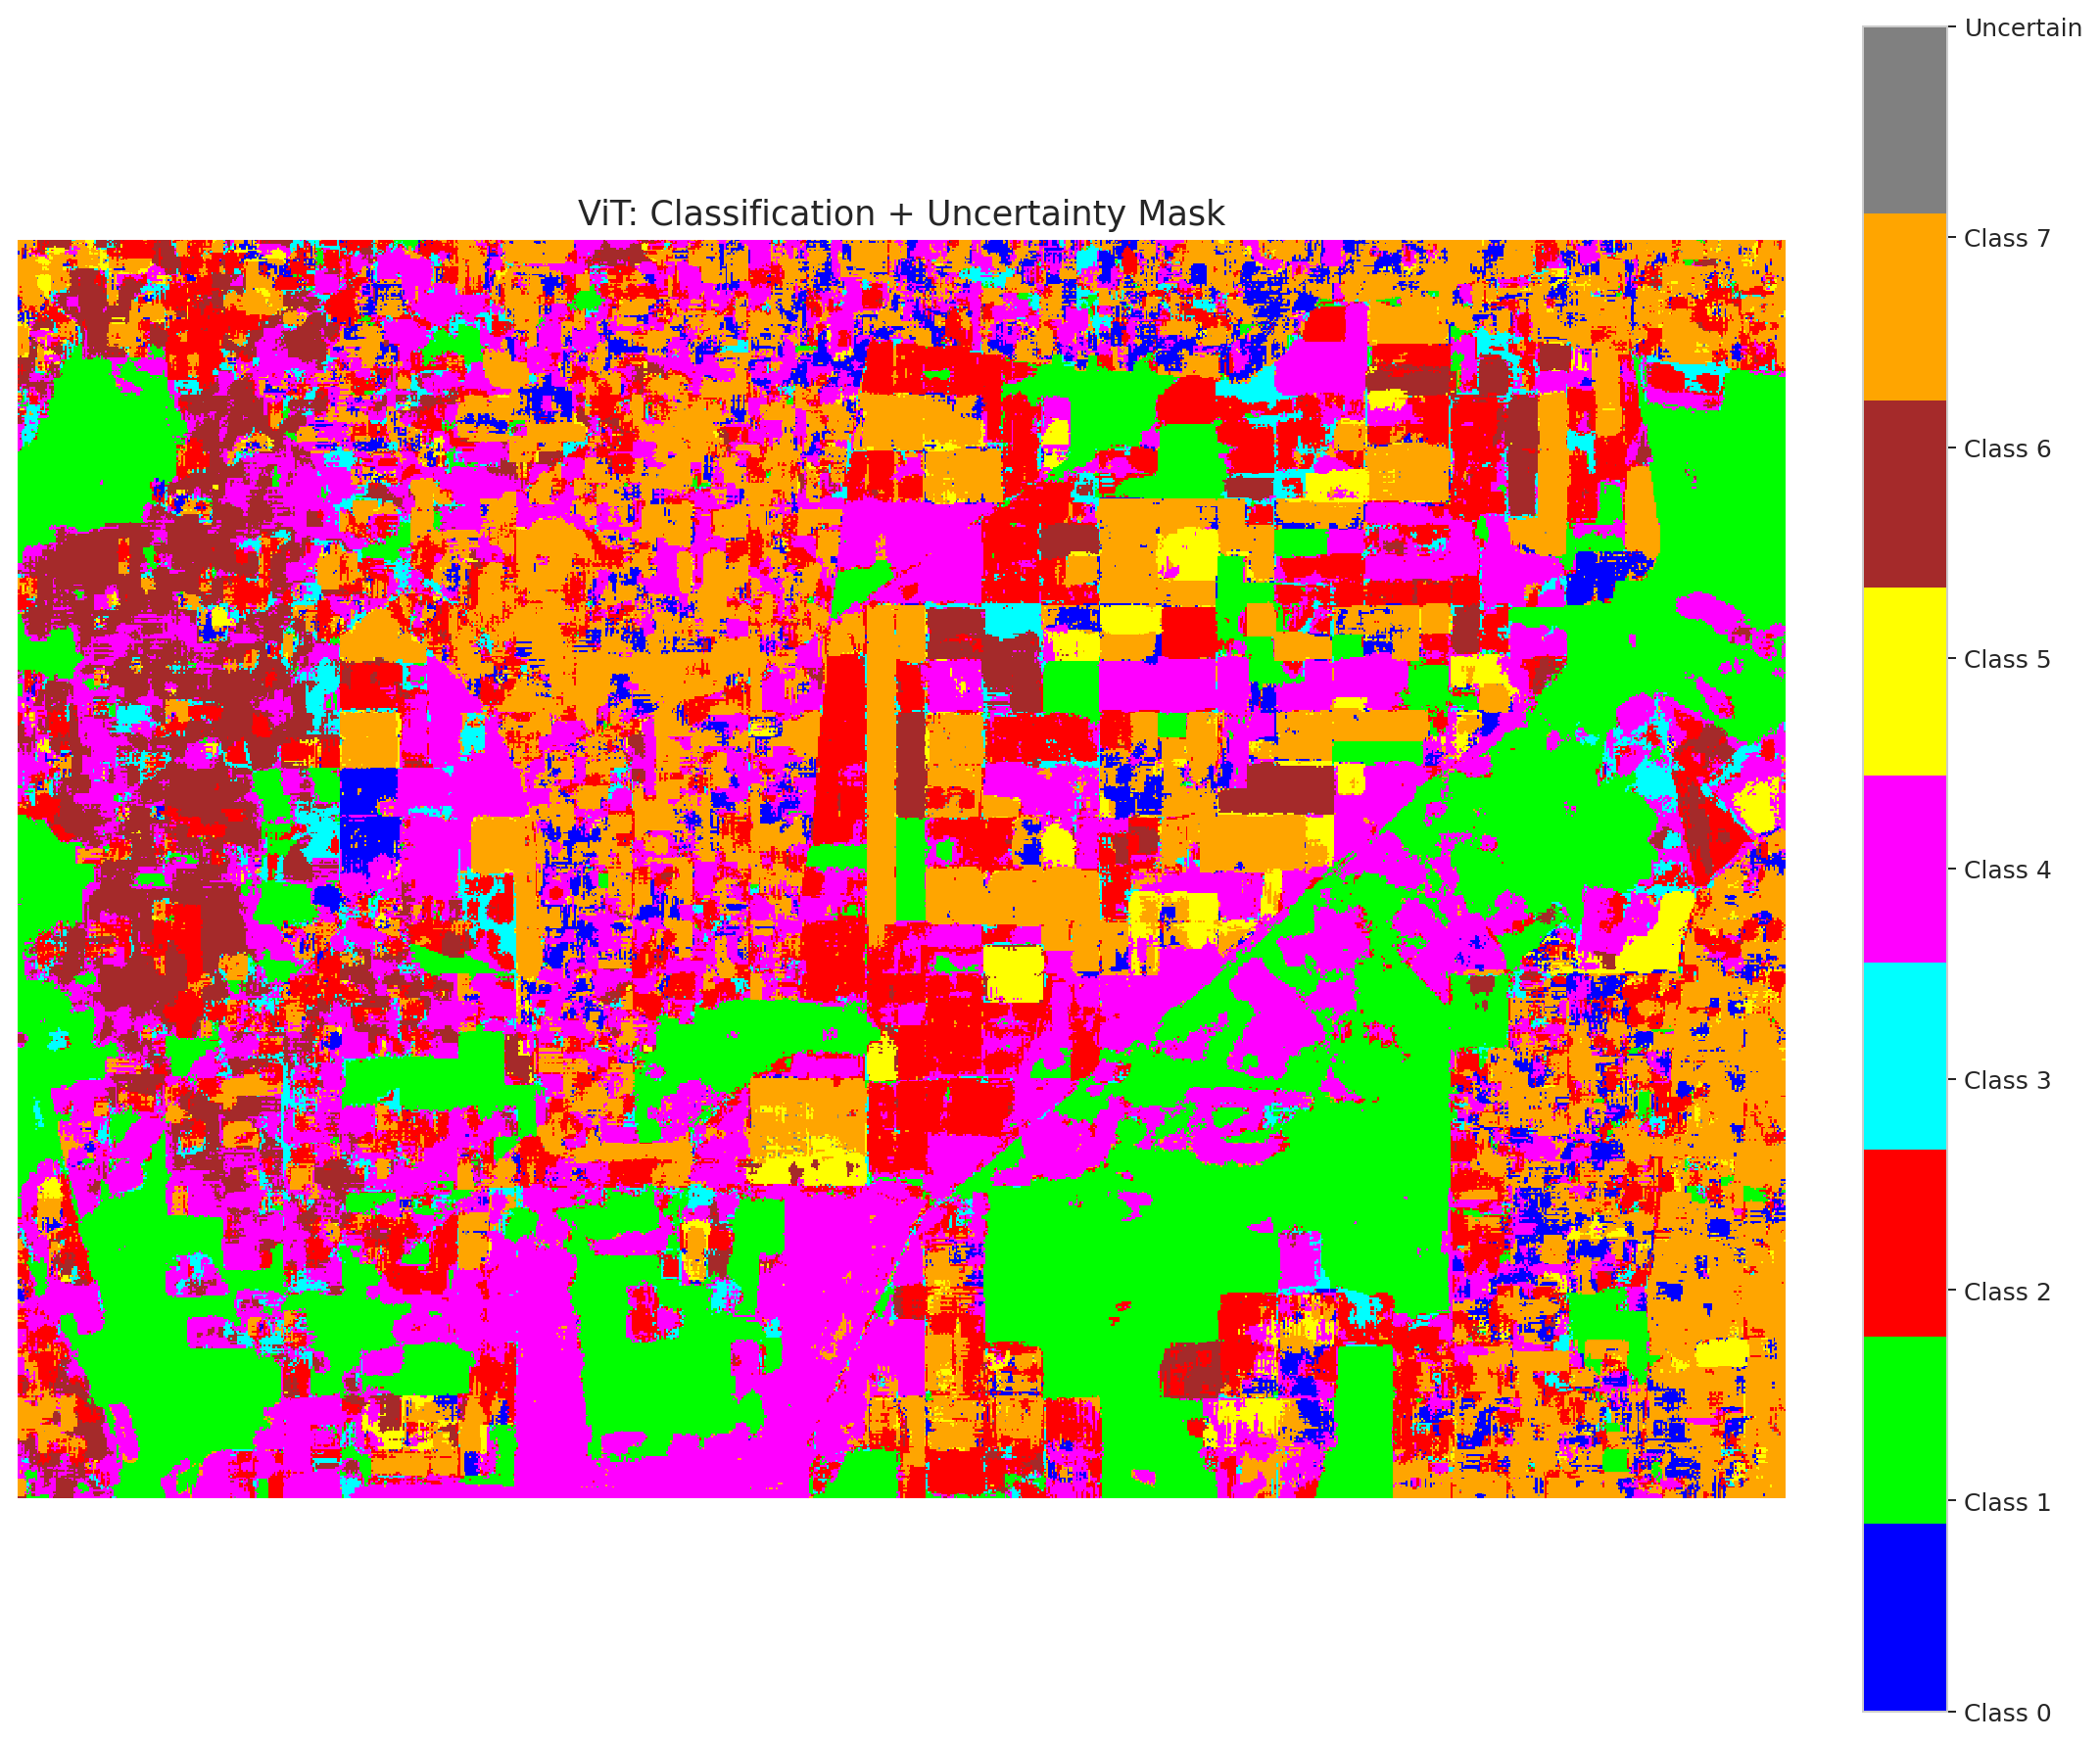 ViT: Classification + Uncertainty Mask
Uncertain
Class 7
Class 6
Class 5
Class 4
Class 3
Class 2
Class 1
Class 0